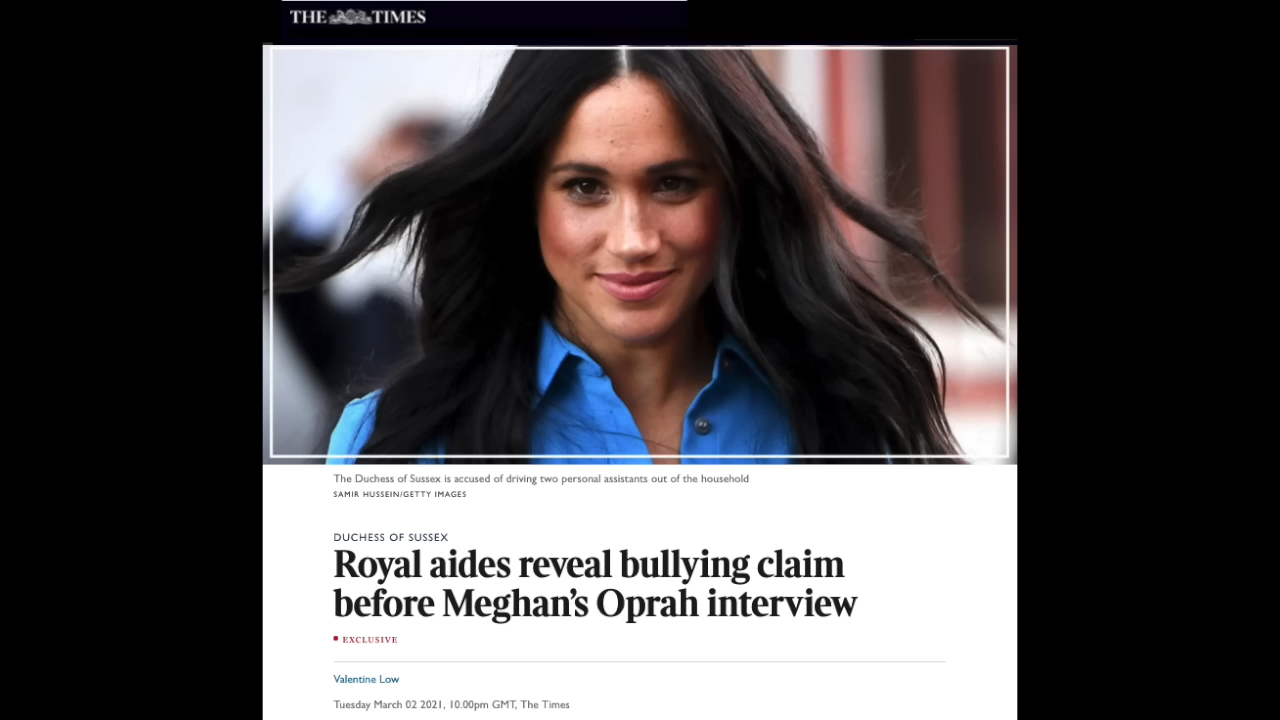 THE TIMES
The Duchess of Sussex is accused of driving two personal assistants out of the household
SAMIR HUSSEIN/GETTY IMAGES
DUCHESS OF SUSSEX
Royal aides reveal bullying claim
before Meghan’s Oprah interview
EXCLUSIVE
Valentine Low
Tuesday March 02 2021, 10.00pm GMT, The Times